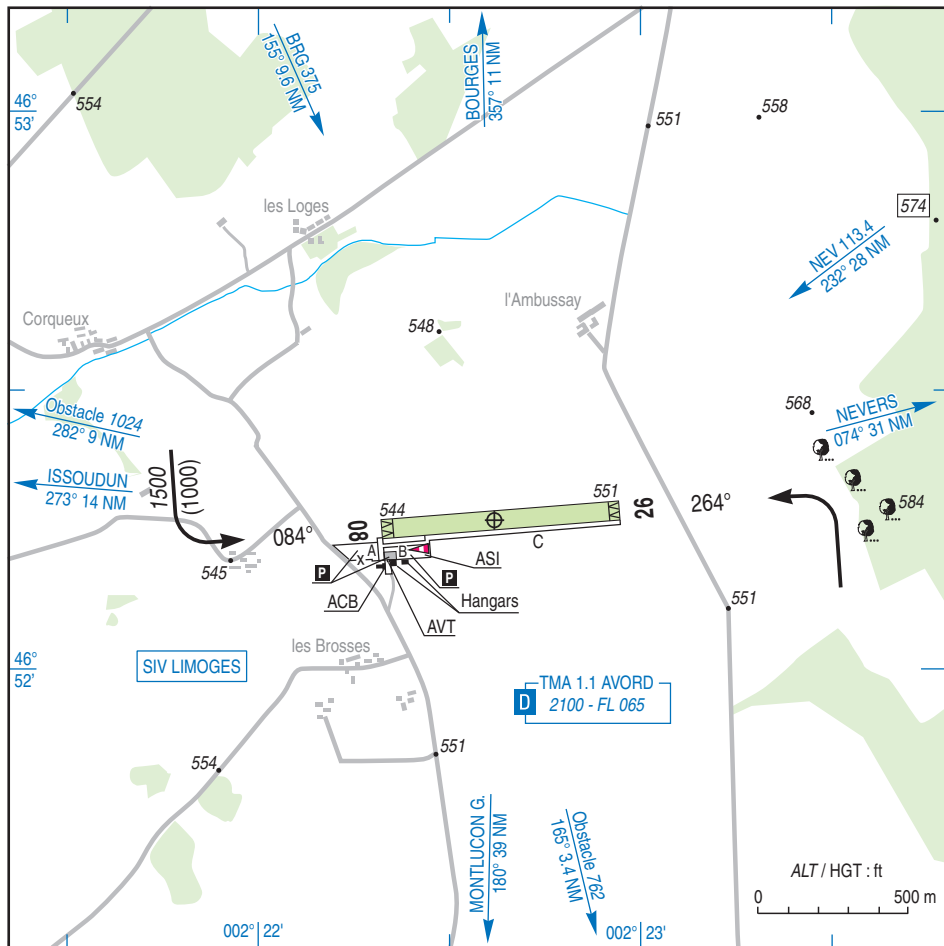 BRG 375
155° 9.6 NM
BOURGES
357° 11 NM
554
46°
53'
551
558
574
les Loges
NEV 113.4
232° 28 NM
l'Ambussay
Corqueux
548
Obstacle 1024
282° 9 NM
568
NEVERS
074° 31 NM
ISSOUDUN
273° 14 NM
1500
(1000)
584
544
551
084°
08
26
264°
A
B
C
X
545
P
ASI
P
ACB
Hangars
AVT
551
les Brosses
46°
52'
SIV LIMOGES
TMA 1.1 AVORD
D
2100 - FL 065
551
554
MONTLUCON G.
180° 39 NM
Obstacle 762
165° 3.4 NM
ALT / HGT : ft
0
500 m
002° 22'
002° 23'